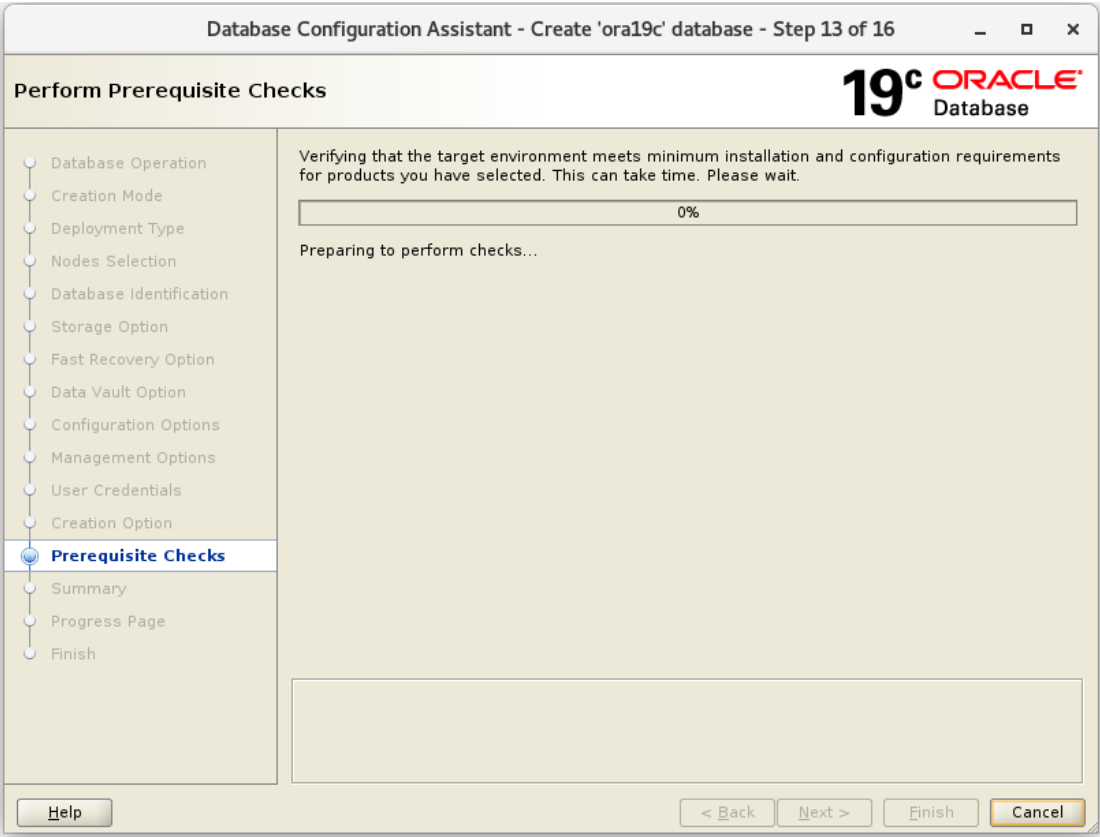 Database Configuration Assistant - Create 'ora19c' database - Step 13 of 16
Perform Prerequisite Checks
19c ORACLE
Database
Database Operation
Creation Mode
Deployment Type
Nodes Selection
Database Identification
Storage Option
Fast Recovery Option
Data Vault Option
Configuration Options
Management Options
User Credentials
Creation Option
Prerequisite Checks
Summary
Progress Page
Finish
Verifying that the target environment meets minimum installation and configuration requirements
for products you have selected. This can take time. Please wait.
0%
Preparing to perform checks...
Help
< Back
Next >
Finish
Cancel